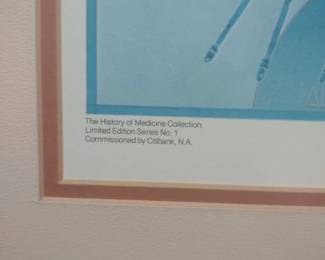 The History of Medicine Collection.
Limited Edition Series No. 1
Commissioned by Citibank, N.A.